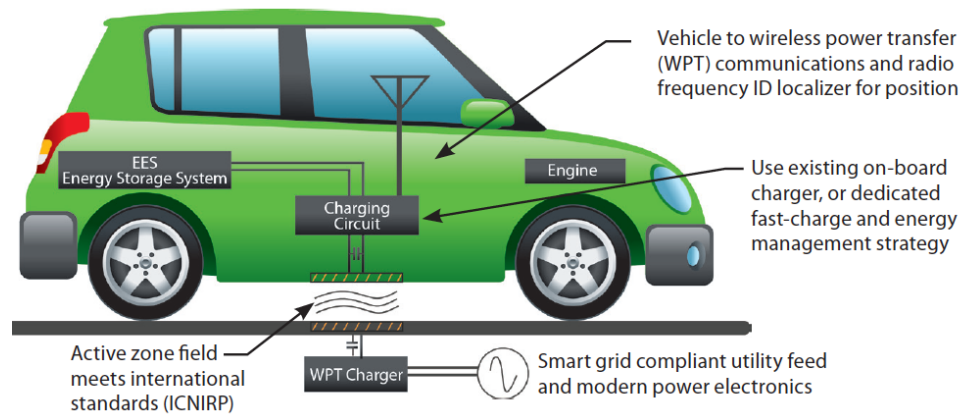 Vehicle to wireless power transfer
(WPT) communications and radio
frequency ID localizer for position
EES
Energy Storage System
Engine
Charging
Circuit
Use existing on-board
charger, or dedicated
fast-charge and energy
management strategy
Active zone field
meets international
standards (ICNIRP)
WPT Charger
Smart grid compliant utility feed
and modern power electronics